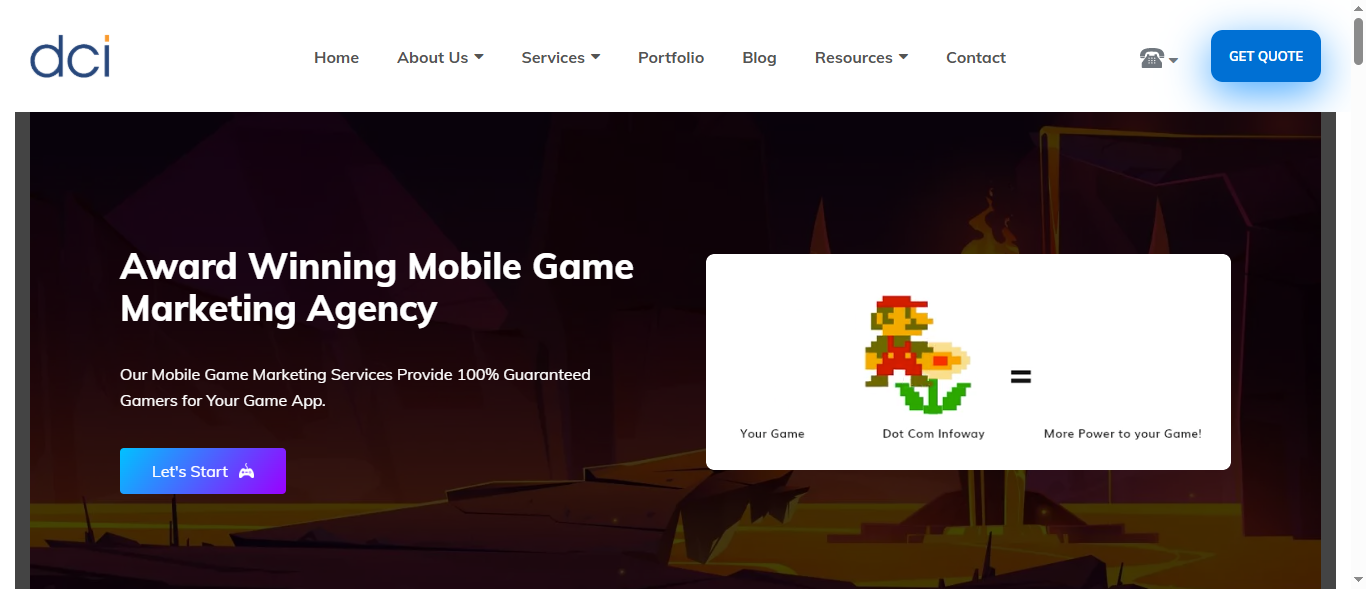 dci
Home
About Us
Services
Portfolio
Blog
Resources
Contact
GET QUOTE
Award Winning Mobile Game
Marketing Agency
Our Mobile Game Marketing Services Provide 100% Guaranteed
Gamers for Your Game App.
Let's Start
=
Your Game
Dot Com Infoway
More Power to your Game!